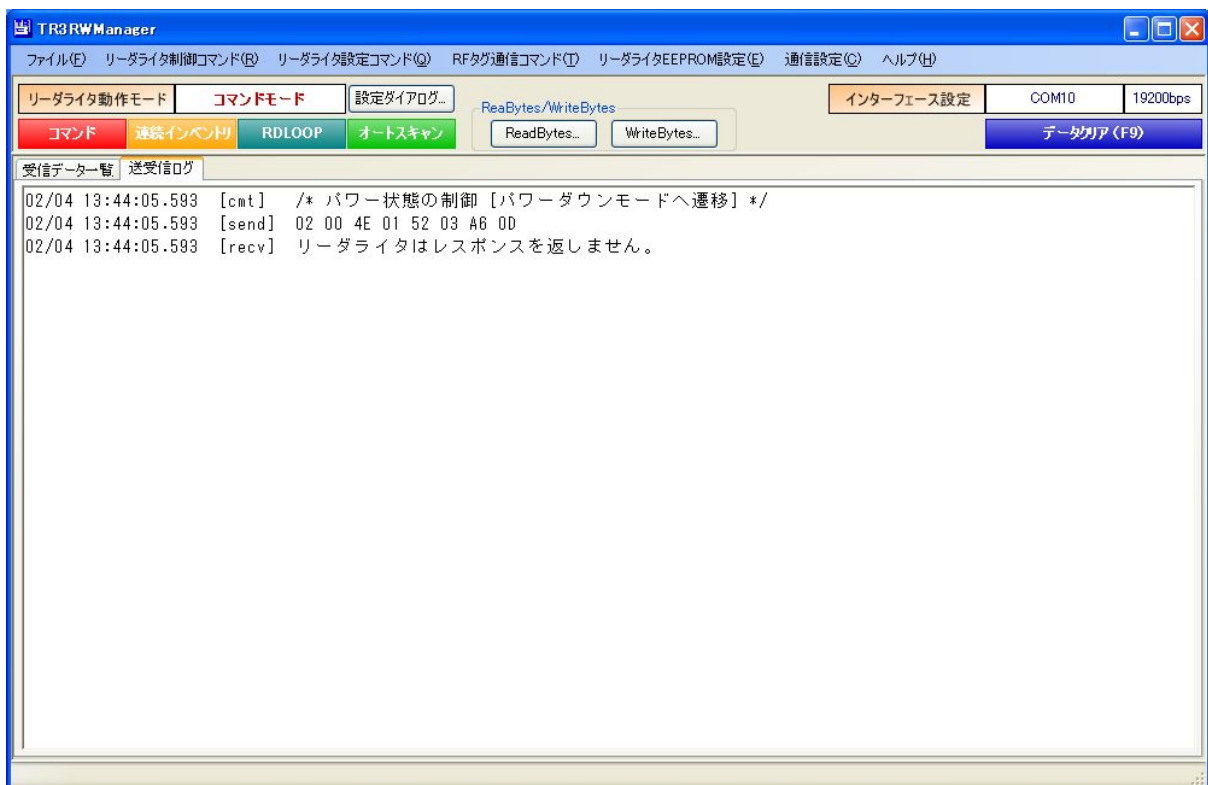 TR3RWManager
ファイル(F) リーダライタ制御コマンド(R) リーダライタ設定コマンド(Q) RFタグ通信コマンド(T) リーダライタEEPROM設定(E) 通信設定(C) ヘルプ(H)
リーダライタ動作モード コマンドモード 設定ダイアログ... ReaBytes/WriteBytes インターフェース設定 COM10 19200bps
コマンド 連続インベントリ RDLOOP オートスキャン ReadBytes... WriteBytes... データクリア(F9)
受信データ一覧 送受信ログ
02/04 13:44:05.593 [cmt] /* パワー状態の制御 [パワーダウンモードへ遷移] */
02/04 13:44:05.593 [send] 02 00 4E 01 52 03 A6 0D
02/04 13:44:05.593 [recv] リーダライタはレスポンスを返しません。